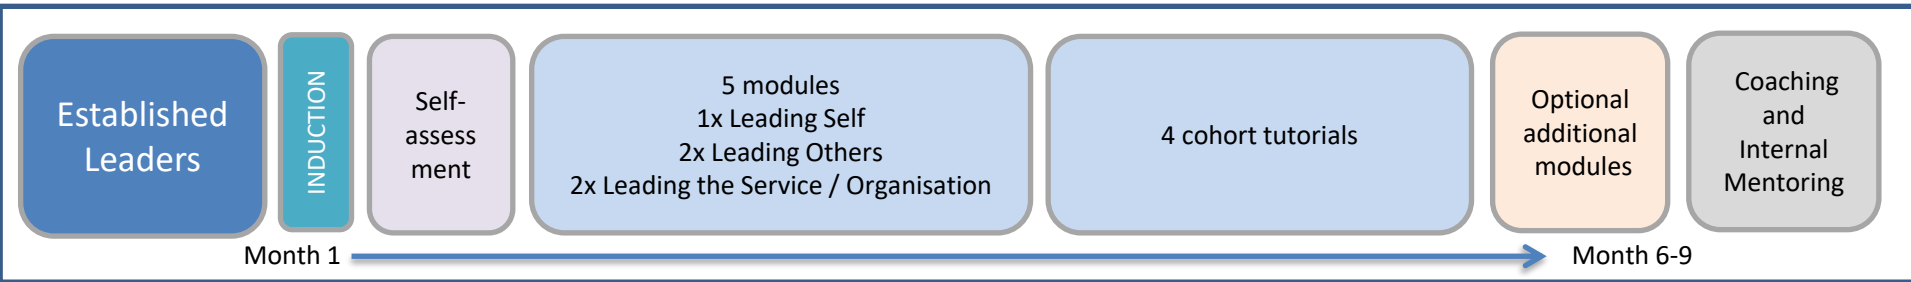 Established
Leaders
INDUCTION
Self-
assess
ment
5 modules
1x Leading Self
2x Leading Others
2x Leading the Service / Organisation
4 cohort tutorials
Optional
additional
modules
Coaching
and
Internal
Mentoring
Month 1
Month 6-9